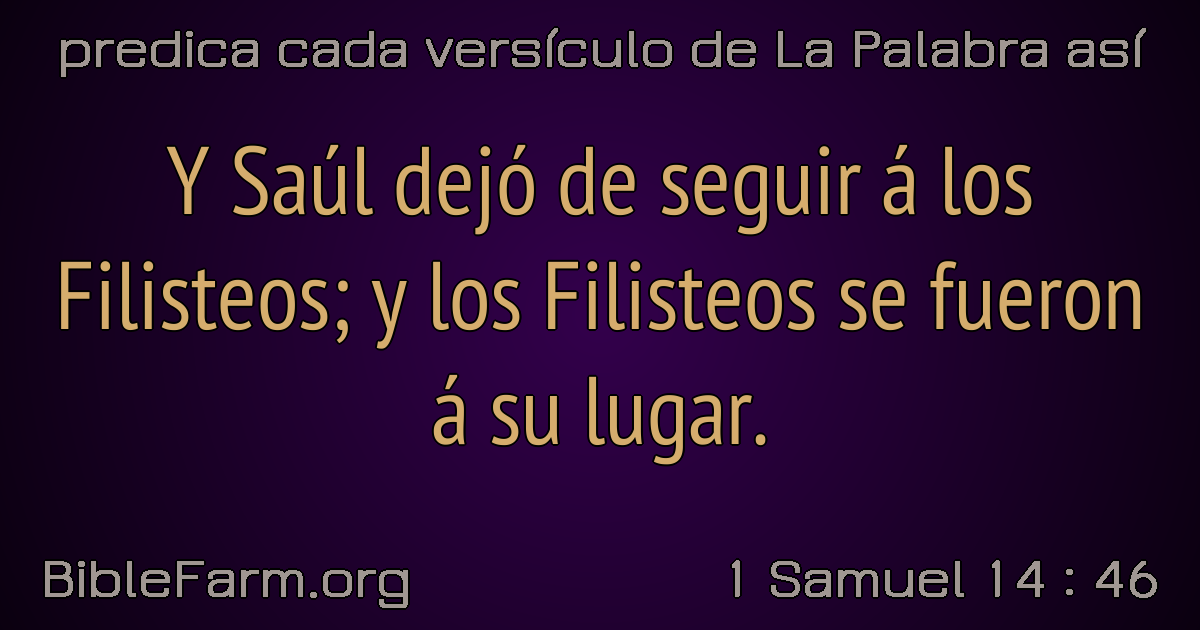 predica cada versículo de La Palabra así
Y Saúl dejó de seguir á los
Filisteos; y los Filisteos se fueron
á su lugar.
BibleFarm.org
1 Samuel 14 : 46